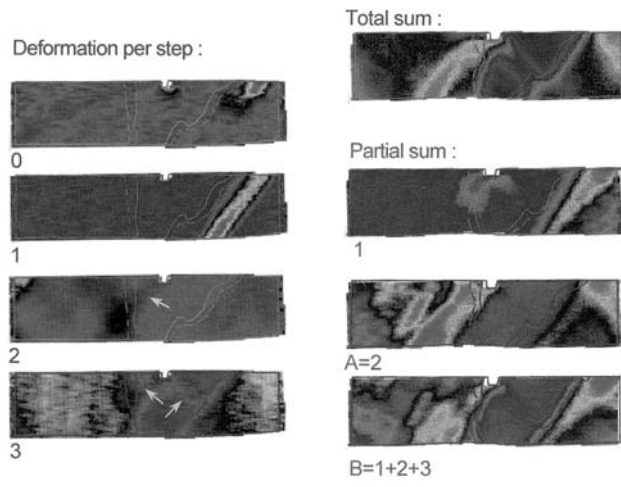 Deformation per step :
0
1
2
3
Total sum :
Partial sum :
1
A=2
B=1+2+3